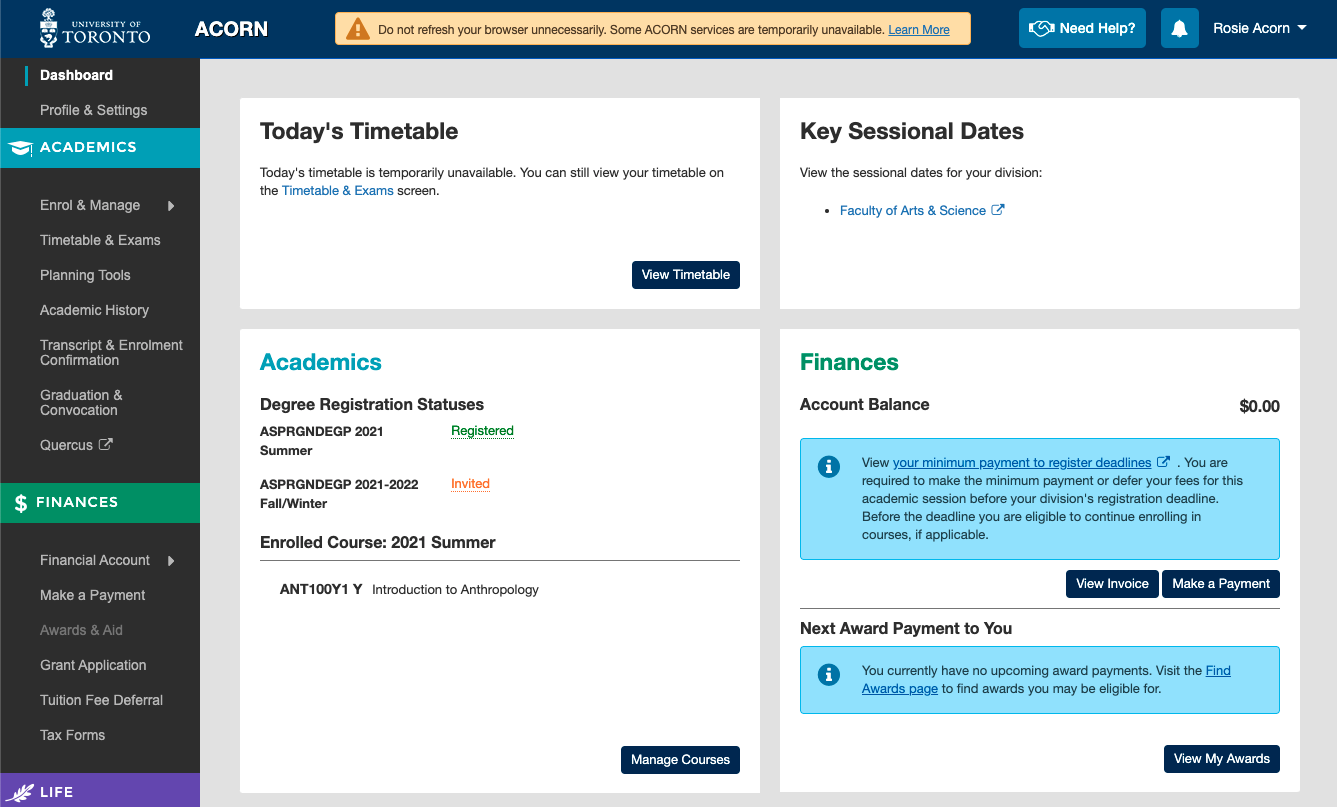 UNIVERSITY OF
TORONTO
ACORN
Do not refresh your browser unnecessarily. Some ACORN services are temporarily unavailable. Learn More
Need Help?
Rosie Acorn
Dashboard
Profile & Settings
ACADEMICS
Enrol & Manage
Timetable & Exams
Planning Tools
Academic History
Transcript & Enrolment
Confirmation
Graduation &
Convocation
Quercus
$ FINANCES
Financial Account
Make a Payment
Awards & Aid
Grant Application
Tuition Fee Deferral
Tax Forms
LIFE
Today's Timetable
Today's timetable is temporarily unavailable. You can still view your timetable on
the Timetable & Exams screen.
View Timetable
Key Sessional Dates
View the sessional dates for your division:
• Faculty of Arts & Science
Academics
Degree Registration Statuses
ASPRGNDEGP 2021 Registered
Summer
ASPRGNDEGP 2021-2022 Invited
Fall/Winter
Enrolled Course: 2021 Summer
ANT100Y1 Y Introduction to Anthropology
Manage Courses
Finances
Account Balance $0.00
View your minimum payment to register deadlines . You are
required to make the minimum payment or defer your fees for this
academic session before your division's registration deadline.
Before the deadline you are eligible to continue enrolling in
courses, if applicable.
View Invoice Make a Payment
Next Award Payment to You
You currently have no upcoming award payments. Visit the Find
Awards page to find awards you may be eligible for.
View My Awards